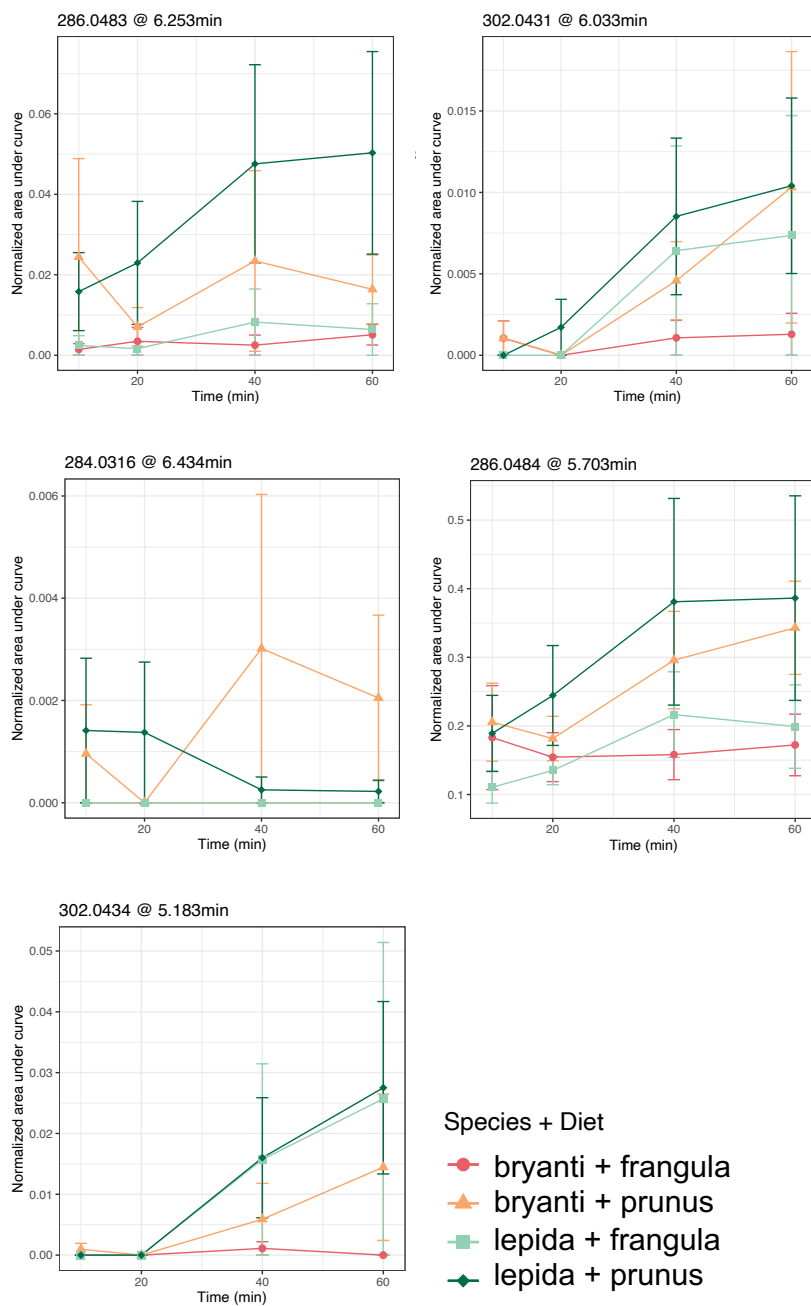 286.0483 @ 6.253min
Normalized area under curve
0.06
0.04
0.02
0.00
20
40
60
Time (min)
302.0431 @ 6.033min
Normalized area under curve
0.015
0.010
0.005
0.000
20
40
60
Time (min)
284.0316 @ 6.434min
Normalized area under curve
0.006
0.004
0.002
0.000
20
40
60
Time (min)
286.0484 @ 5.703min
Normalized area under curve
0.5
0.4
0.3
0.2
0.1
20
40
60
Time (min)
302.0434 @ 5.183min
Normalized area under curve
0.05
0.04
0.03
0.02
0.01
0.00
20
40
60
Time (min)
Species + Diet
bryanti + frangula
bryanti + prunus
lepida + frangula
lepida + prunus